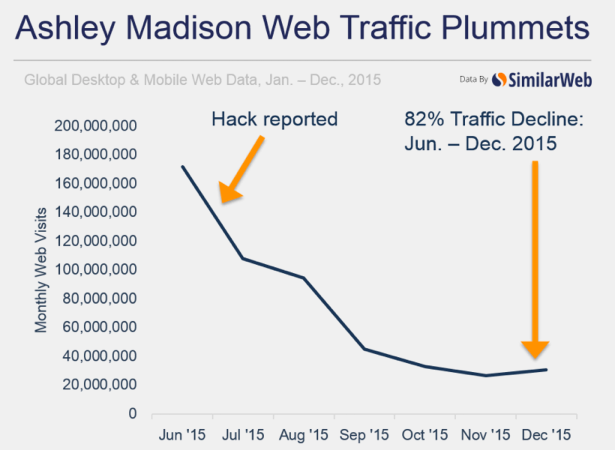 Ashley Madison Web Traffic Plummets
Global Desktop & Mobile Web Data, Jan. – Dec., 2015
Data By SimilarWeb
Hack reported
82% Traffic Decline:
Jun. – Dec. 2015
Monthly Web Visits
200,000,000
180,000,000
160,000,000
140,000,000
120,000,000
100,000,000
80,000,000
60,000,000
40,000,000
20,000,000
0
Jun '15 Jul '15 Aug '15 Sep '15 Oct '15 Nov '15 Dec '15